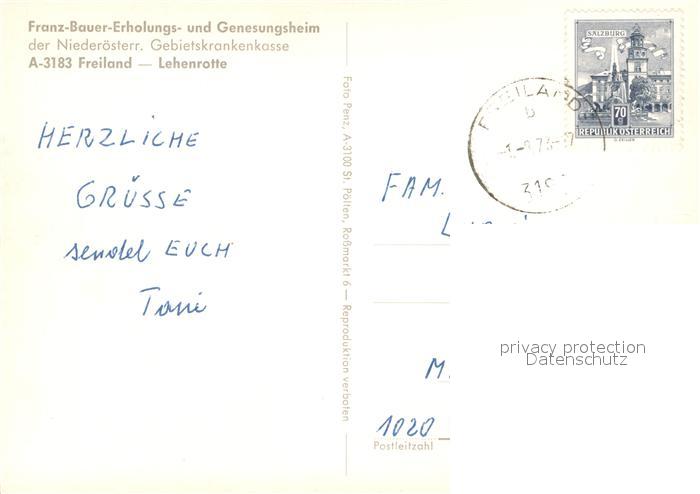 Franz-Bauer-Erholungs- und Genesungsheim
der Niederösterr. Gebietskrankenkasse
A-3183 Freiland — Lehenrotte
HERZLICHE
GRÜSSE
sendet EUCH
Toni
Foto Penz, A-3100 St. Pölten, Roßmarkt 6 — Reproduktion verboten
SALZBURG
70
g
REPUBLIK ÖSTERREICH
FREILAND
b
FAM.
M.
1020
Postleitzahl
privacy protection
Datenschutz